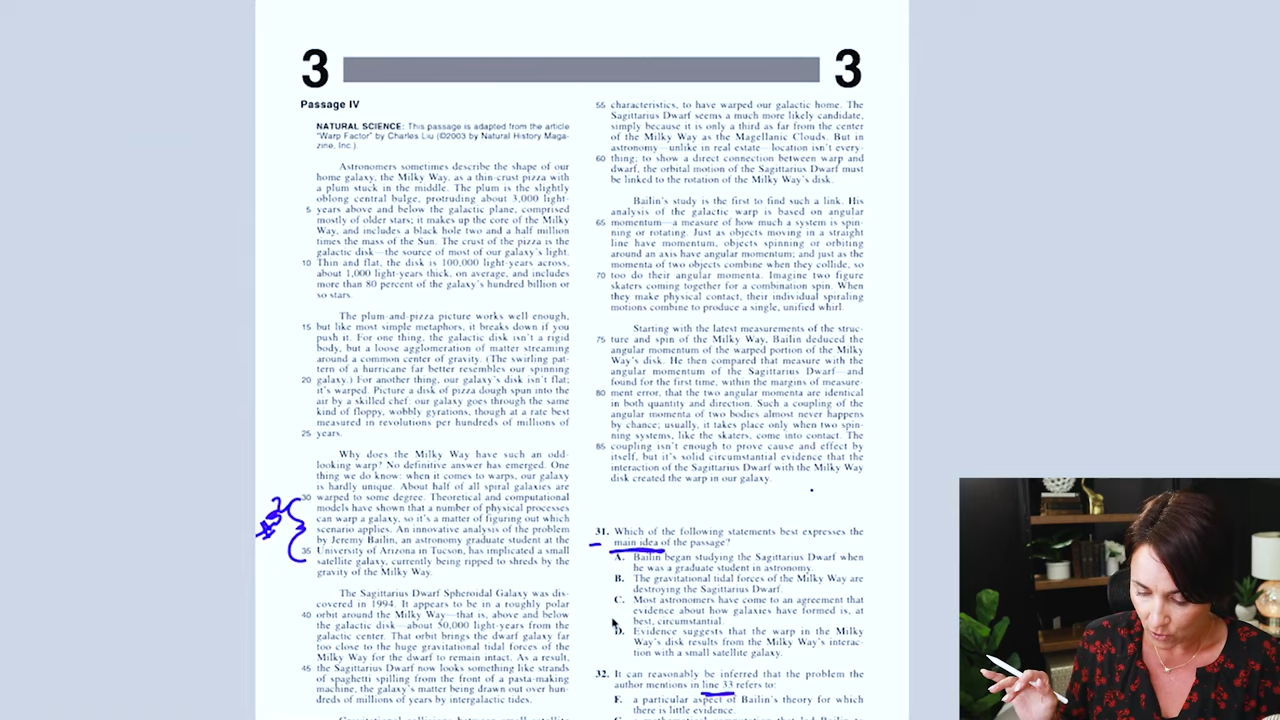 3
3
Passage IV
NATURAL SCIENCE: This passage is adapted from the article
"Warp Factor" by Charles Liu (©2003 by Natural History Maga-
zine, Inc.).
Astronomers sometimes describe the shape of our
home galaxy, the Milky Way, as a thin-crust pizza with
a plum stuck in the middle. The plum is the slightly
oblong central bulge, protruding about 3,000 light-
5 years above and below the galactic plane, comprised
mostly of older stars; it makes up the core of the Milky
Way, and includes a black hole two and a half million
times the mass of the Sun. The crust of the pizza is the
galactic disk—the source of most of our galaxy's light.
10 Thin and flat, the disk is 100,000 light-years across,
about 1,000 light-years thick, on average, and includes
more than 80 percent of the galaxy's hundred billion or
so stars.
The plum-and-pizza picture works well enough,
15 but like most simple metaphors, it breaks down if you
push it. For one thing, the galactic disk isn't a rigid
body, but a loose agglomeration of matter streaming
around a common center of gravity. (The swirling pat-
tern of a hurricane far better resembles our spinning
20 galaxy.) For another thing, our galaxy's disk isn't flat;
it's warped. Picture a disk of pizza dough spun into the
air by a skilled chef: our galaxy goes through the same
kind of floppy, wobbly gyrations, though at a rate best
measured in revolutions per hundreds of millions of
25 years.
Why does the Milky Way have such an odd-
looking warp? No definitive answer has emerged. One
thing we do know: when it comes to warps, our galaxy
is hardly unique. About half of all spiral galaxies are
30 warped to some degree. Theoretical and computational
models have shown that a number of physical processes
can warp a galaxy, so it's a matter of figuring out which
scenario applies. An innovative analysis of the problem
by Jeremy Bailin, an astronomy graduate student at the
35 University of Arizona in Tucson, has implicated a small
satellite galaxy, currently being ripped to shreds by the
gravity of the Milky Way.
The Sagittarius Dwarf Spheroidal Galaxy was dis-
covered in 1994. It appears to be in a roughly polar
40 orbit around the Milky Way—that is, above and below
the galactic disk—about 50,000 light-years from the
galactic center. That orbit brings the dwarf galaxy far
too close to the huge gravitational tidal forces of the
Milky Way for the dwarf to remain intact. As a result,
45 the Sagittarius Dwarf now looks something like strands
of spaghetti spilling from the front of a pasta-making
machine, the galaxy's matter being drawn out over hun-
dreds of millions of years by intergalactic tides.
Gravitational collisions between small satellite
55 characteristics, to have warped our galactic home. The
Sagittarius Dwarf seems a much more likely candidate,
simply because it is only a third as far from the center
of the Milky Way as the Magellanic Clouds. But in
astronomy—unlike in real estate—location isn't every-
60 thing; to show a direct connection between warp and
dwarf, the orbital motion of the Sagittarius Dwarf must
be linked to the rotation of the Milky Way's disk.
Bailin's study is the first to find such a link. His
analysis of the galactic warp is based on angular
65 momentum—a measure of how much a system is spin-
ning or rotating. Just as objects moving in a straight
line have momentum, objects spinning or orbiting
around an axis have angular momentum; and just as the
momenta of two objects combine when they collide, so
70 too do their angular momenta. Imagine two figure
skaters coming together for a combination spin. When
they make physical contact, their individual spiraling
motions combine to produce a single, unified whirl.
Starting with the latest measurements of the struc-
75 ture and spin of the Milky Way, Bailin deduced the
angular momentum of the warped portion of the Milky
Way's disk. He then compared that measure with the
angular momentum of the Sagittarius Dwarf—and
found for the first time, within the margins of measure-
80 ment error, that the two angular momenta are identical
in both quantity and direction. Such a coupling of the
angular momenta of two bodies almost never happens
by chance; usually, it takes place only when two spin-
ning systems, like the skaters, come into contact. The
85 coupling isn't enough to prove cause and effect by
itself, but it's solid circumstantial evidence that the
interaction of the Sagittarius Dwarf with the Milky Way
disk created the warp in our galaxy.
31. Which of the following statements best expresses the
main idea of the passage?
A. Bailin began studying the Sagittarius Dwarf when
he was a graduate student in astronomy.
B. The gravitational tidal forces of the Milky Way are
destroying the Sagittarius Dwarf.
C. Most astronomers have come to an agreement that
evidence about how galaxies have formed is, at
best, circumstantial.
D. Evidence suggests that the warp in the Milky
Way's disk results from the Milky Way's interac-
tion with a small satellite galaxy.
32. It can reasonably be inferred that the problem the
author mentions in line 33 refers to:
F. a particular aspect of Bailin's theory for which
there is little evidence.